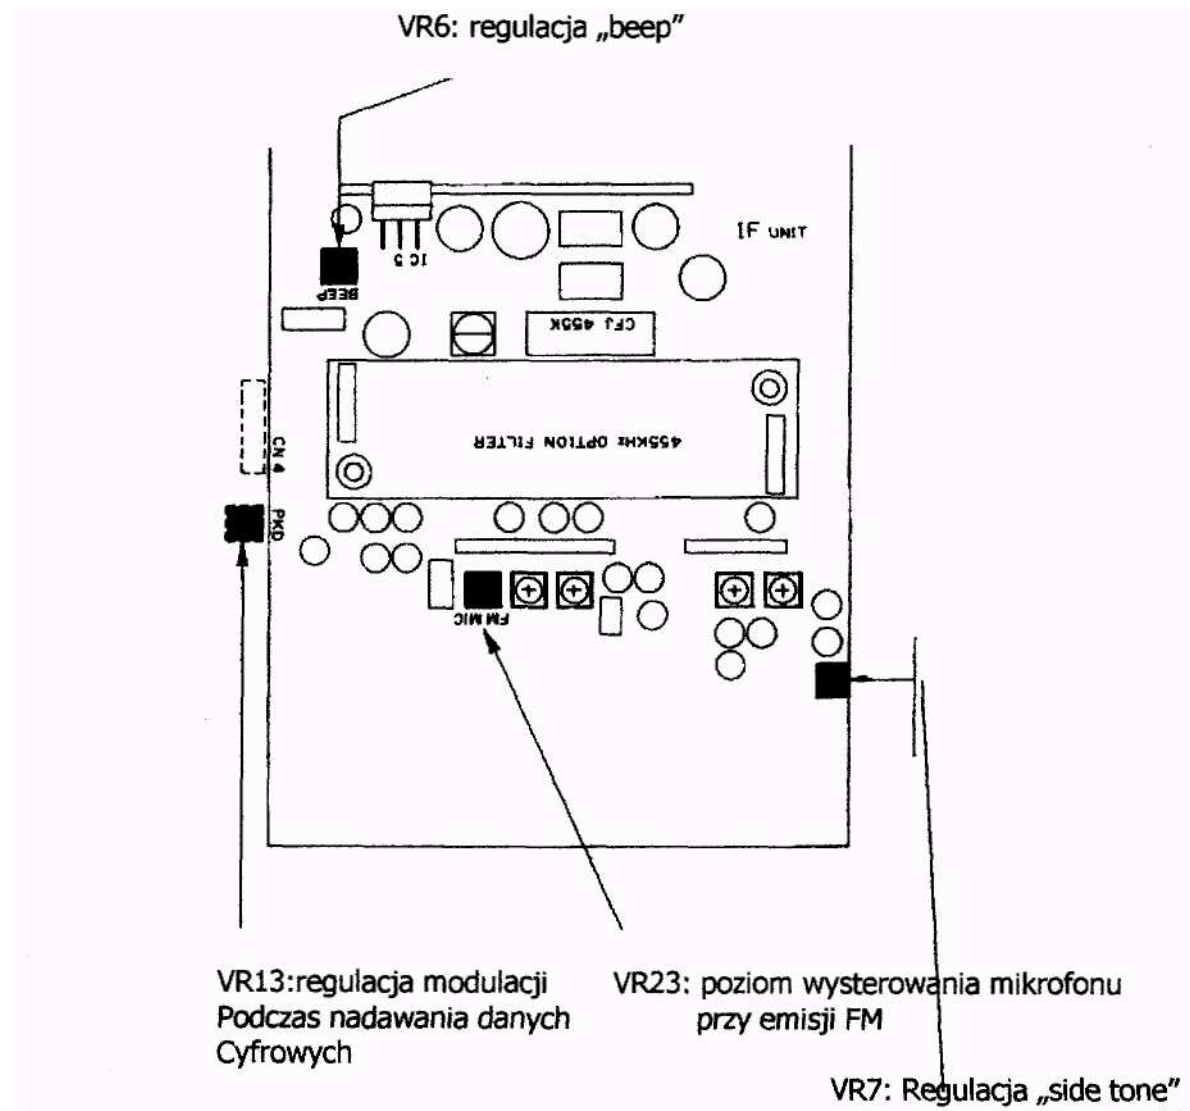 VR6: regulacja „beep”
IF UNIT
IC 5
BEEP
CFJ 455K
455KHz OPTION FILTER
CN 4
PKD
FM MIC
VR13:regulacja modulacji
Podczas nadawania danych
Cyfrowych
VR23: poziom wysterowania mikrofonu
przy emisji FM
VR7: Regulacja „side tone”